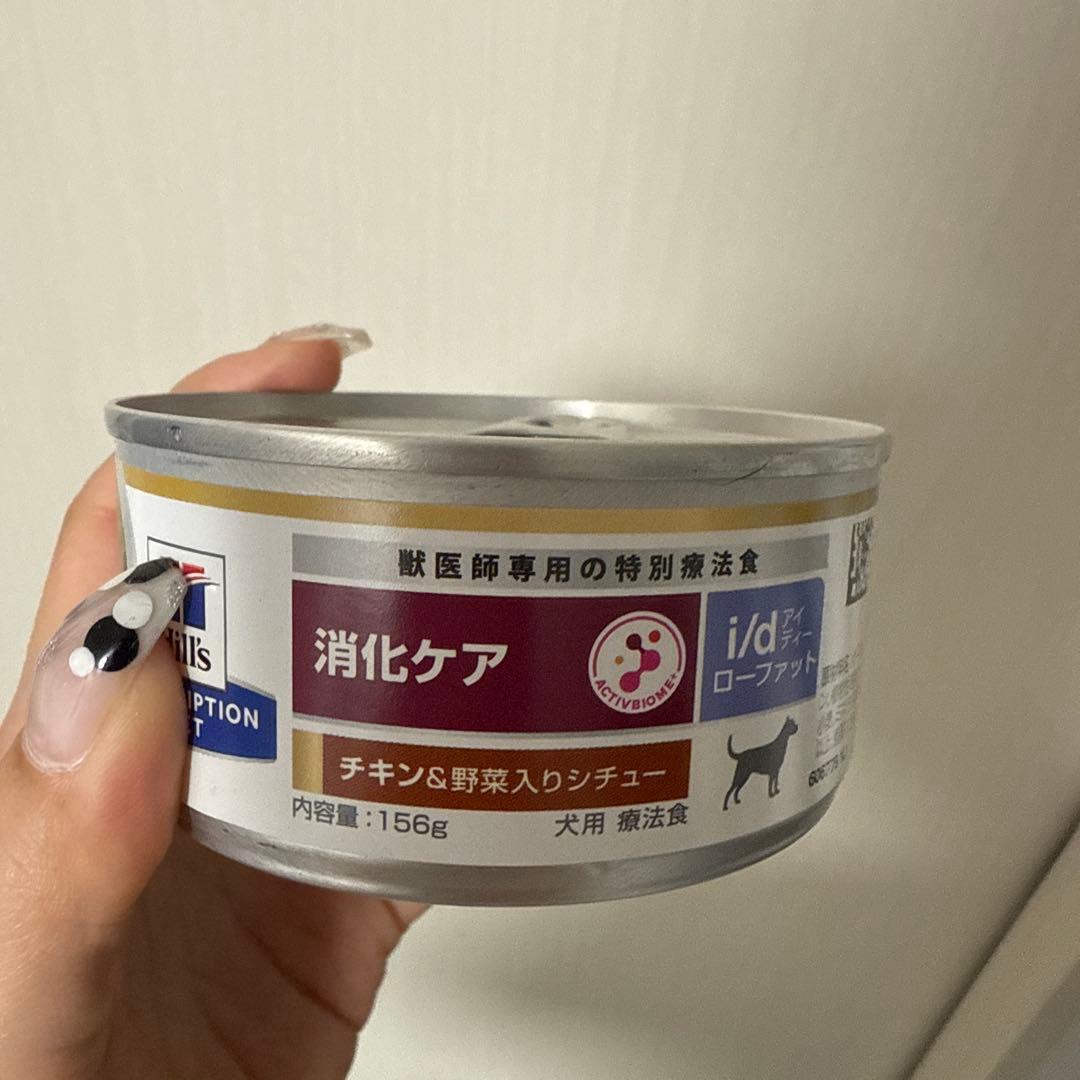 獣医師専用の特別療法食
消化ケア
ACTIVBIOME+
i/d アイディー
ローファット
チキン&野菜入りシチュー
内容量:156g
犬用 療法食